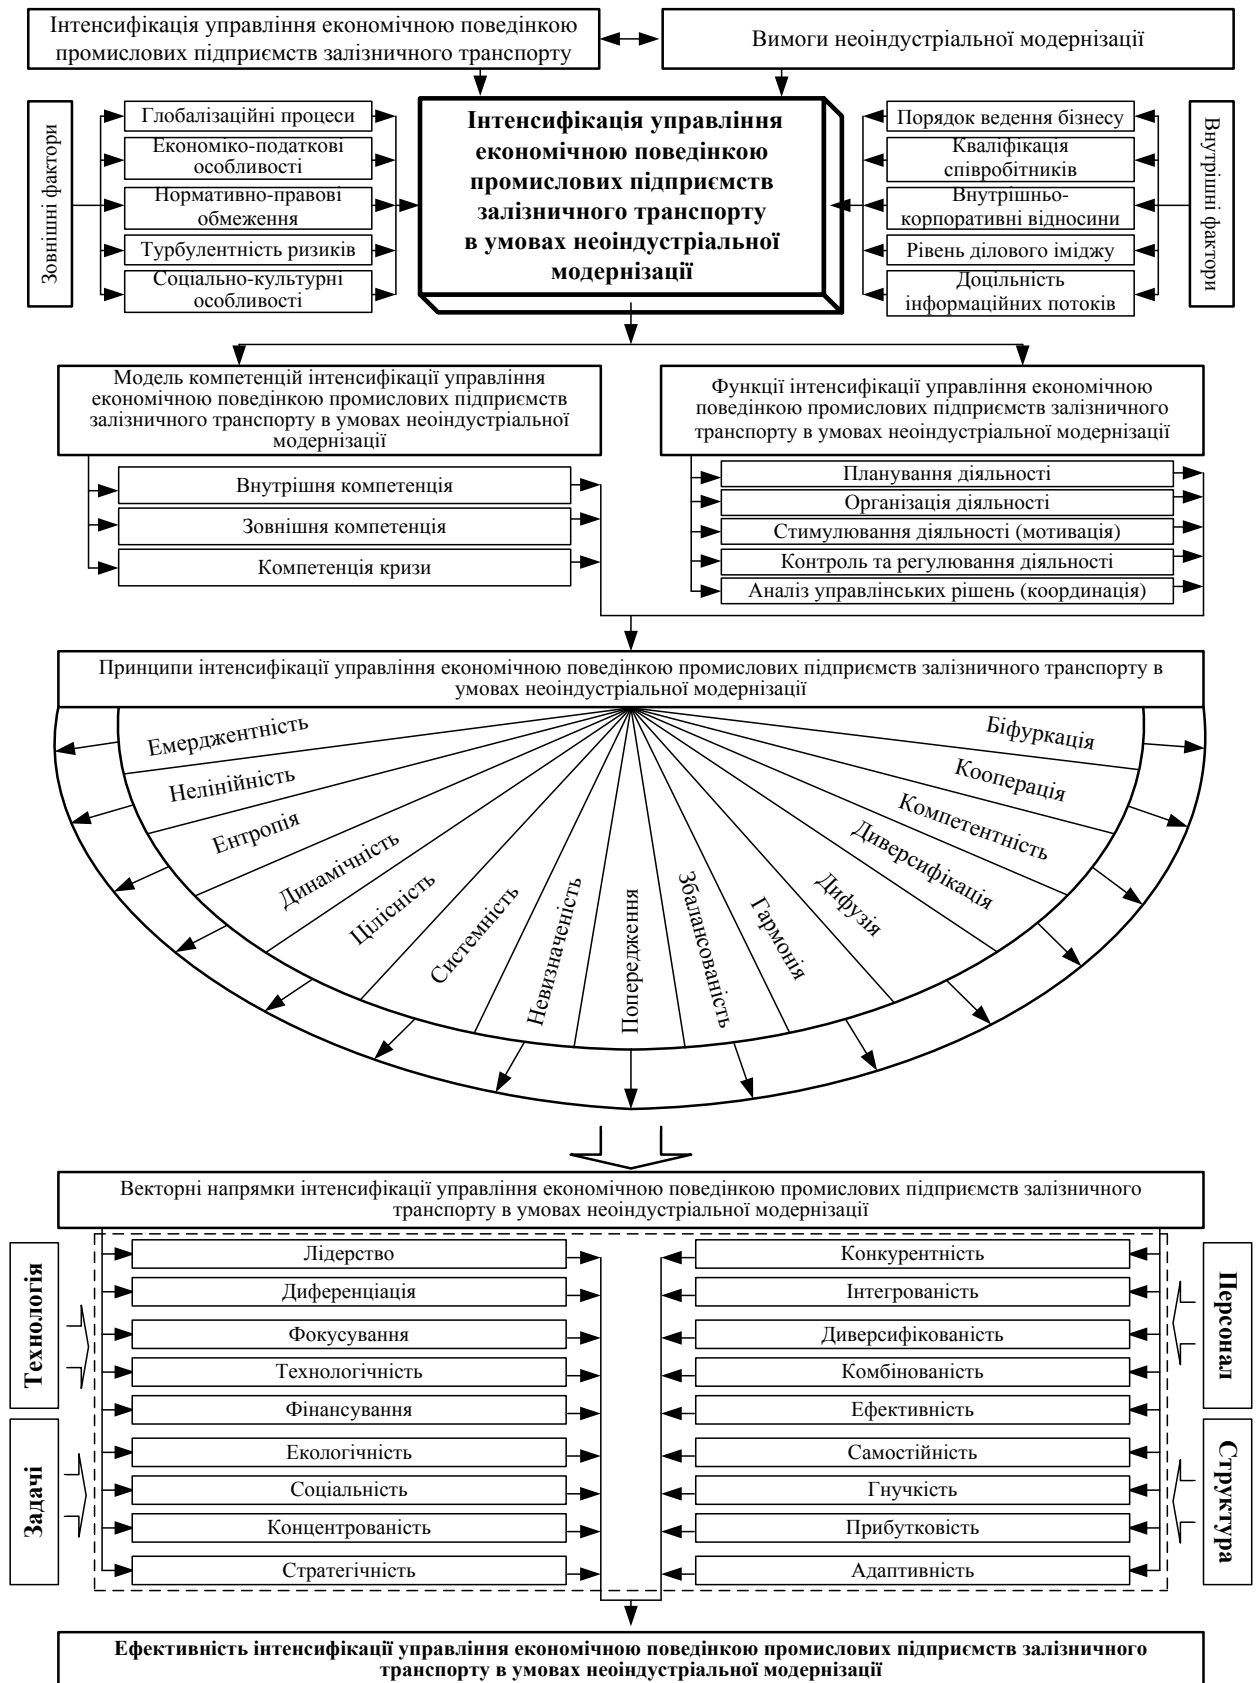 Інтенсифікація управління економічною поведінкою
промислових підприємств залізничного транспорту
Вимоги неоіндустріальної модернізації
Зовнішні фактори
Глобалізаційні процеси
Економіко-податкові
особливості
Нормативно-правові
обмеження
Турбулентність ризиків
Соціально-культурні
особливості
Інтенсифікація управління
економічною поведінкою
промислових підприємств
залізничного транспорту
в умовах неоіндустріальної
модернізації
Порядок ведення бізнесу
Кваліфікація
співробітників
Внутрішньо-
корпоративні відносини
Рівень ділового іміджу
Доцільність
інформаційних потоків
Внутрішні фактори
Модель компетенцій інтенсифікації управління
економічною поведінкою промислових підприємств
залізничного транспорту в умовах неоіндустріальної
модернізації
Внутрішня компетенція
Зовнішня компетенція
Компетенція кризи
Функції інтенсифікації управління економічною
поведінкою промислових підприємств залізничного
транспорту в умовах неоіндустріальної модернізації
Планування діяльності
Організація діяльності
Стимулювання діяльності (мотивація)
Контроль та регулювання діяльності
Аналіз управлінських рішень (координація)
Принципи інтенсифікації управління економічною поведінкою промислових підприємств залізничного транспорту в
умовах неоіндустріальної модернізації
Емерджентність
Нелінійність
Ентропія
Динамічність
Цілісність
Системність
Невизначеність
Попередження
Збалансованість
Гармонія
Дифузія
Диверсифікація
Компетентність
Кооперація
Біфуркація
Векторні напрямки інтенсифікації управління економічною поведінкою промислових підприємств залізничного
транспорту в умовах неоіндустріальної модернізації
Технологія
Задачі
Лідерство
Диференціація
Фокусування
Технологічність
Фінансування
Екологічність
Соціальність
Концентрованість
Стратегічність
Конкурентність
Інтегрованість
Диверсифікованість
Комбінованість
Ефективність
Самостійність
Гнучкість
Прибутковість
Адаптивність
Персонал
Структура
Ефективність інтенсифікації управління економічною поведінкою промислових підприємств залізничного
транспорту в умовах неоіндустріальної модернізації